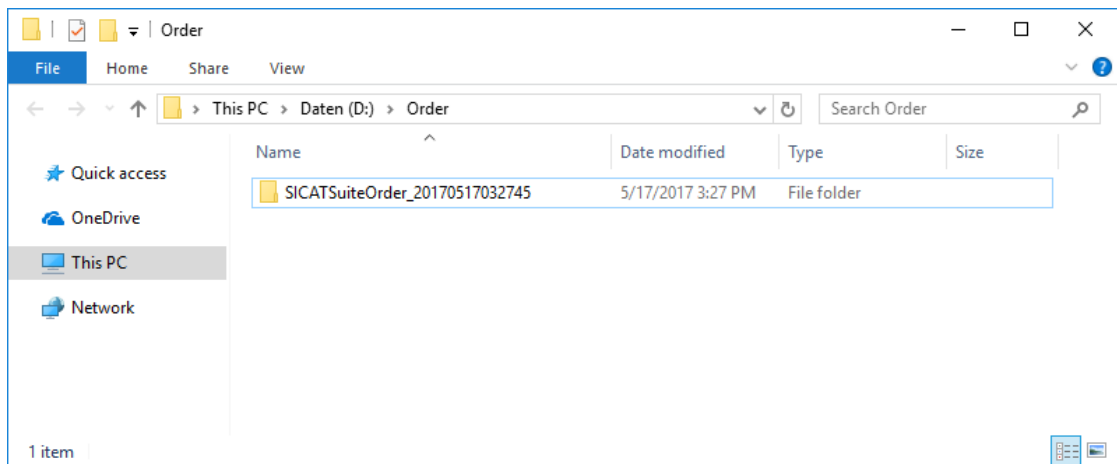 Order
File Home Share View
This PC > Daten (D:) > Order Search Order
Name Date modified Type Size
Quick access
SICATSuiteOrder_20170517032745 5/17/2017 3:27 PM File folder
OneDrive
This PC
Network
1 item